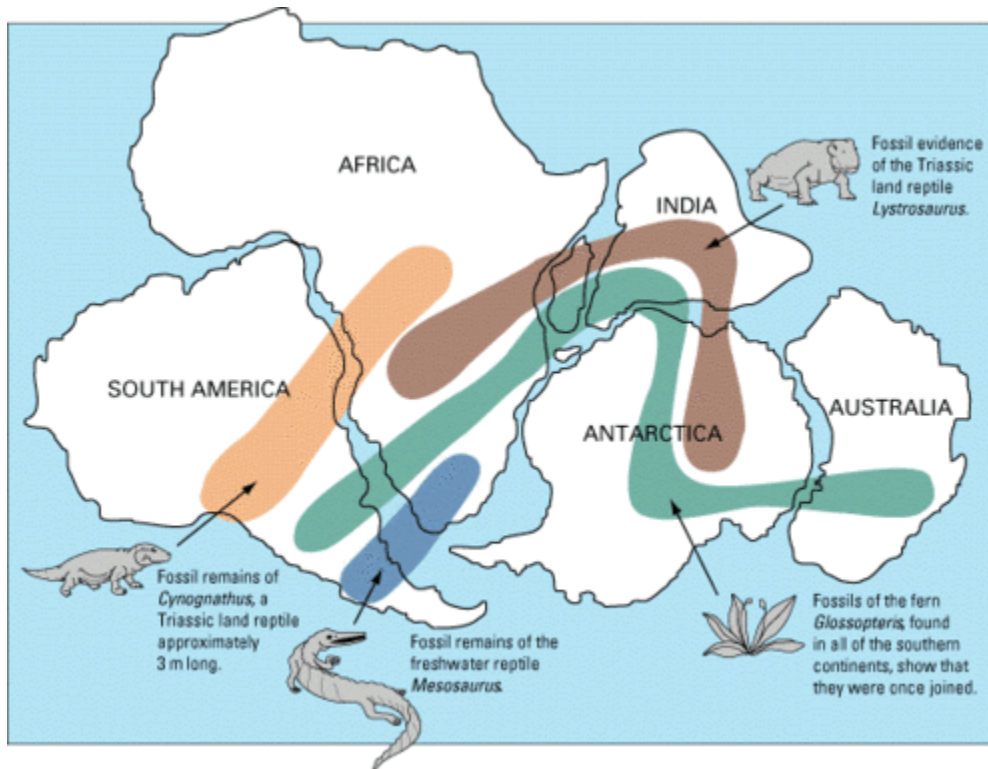 AFRICA
INDIA
SOUTH AMERICA
ANTARCTICA
AUSTRALIA
Fossil evidence
of the Triassic
land reptile
Lystrosaurus.
Fossil remains of
Cynognathus, a
Triassic land reptile
approximately
3 m long.
Fossil remains of the
freshwater reptile
Mesosaurus.
Fossils of the fern
Glossopteris, found
in all of the southern
continents, show that
they were once joined.